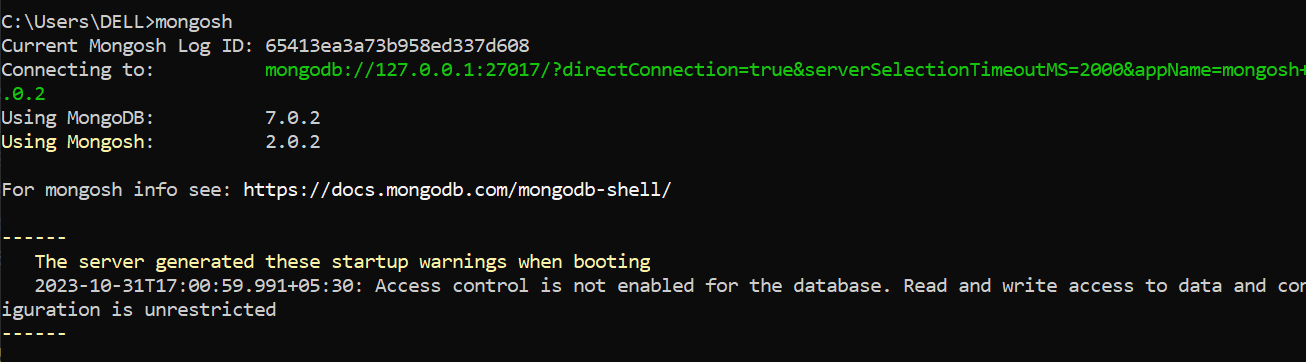 C:\Users\DELL>mongosh
Current Mongosh Log ID: 65413ea3a73b958ed337d608
Connecting to: mongodb://127.0.0.1:27017/?directConnection=true&serverSelectionTimeoutMS=2000&appName=mongosh+
.0.2
Using MongoDB: 7.0.2
Using Mongosh: 2.0.2
For mongosh info see: https://docs.mongodb.com/mongodb-shell/
------
The server generated these startup warnings when booting
2023-10-31T17:00:59.991+05:30: Access control is not enabled for the database. Read and write access to data and con
iguration is unrestricted
------